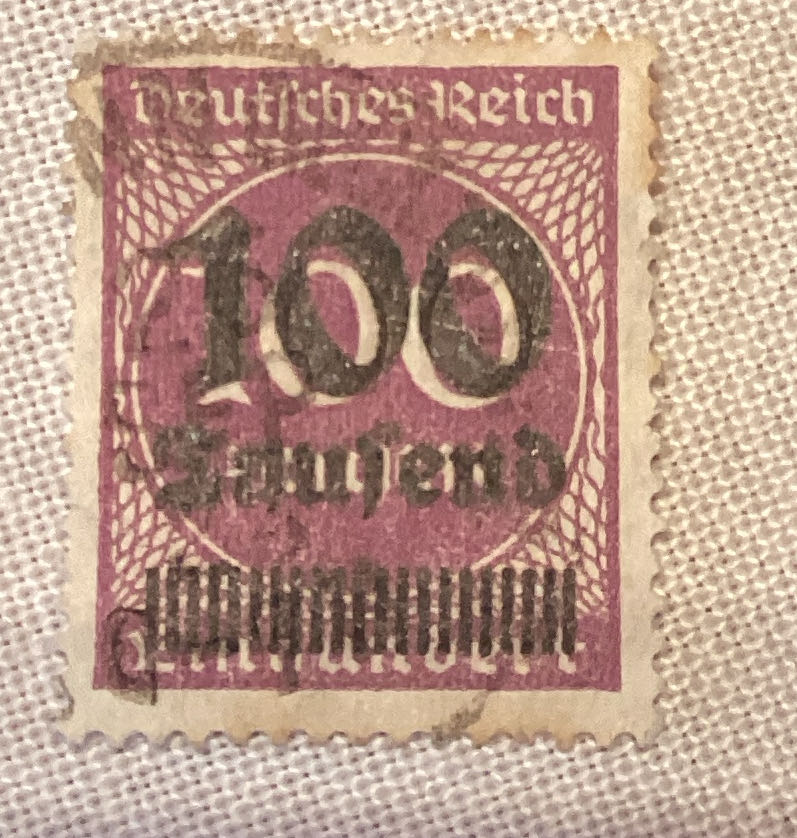 Deutsches Reich
100
Tausend